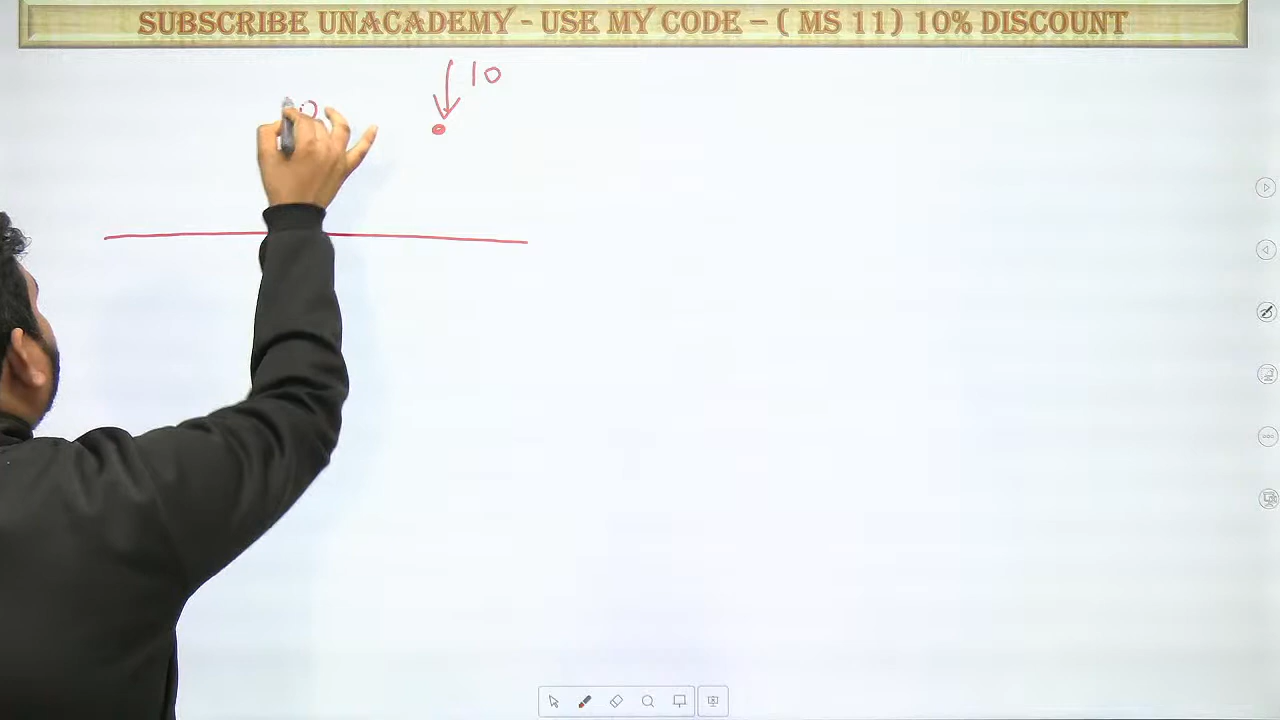 SUBSCRIBE UNACADEMY - USE MY CODE – ( MS 11) 10% DISCOUNT
10